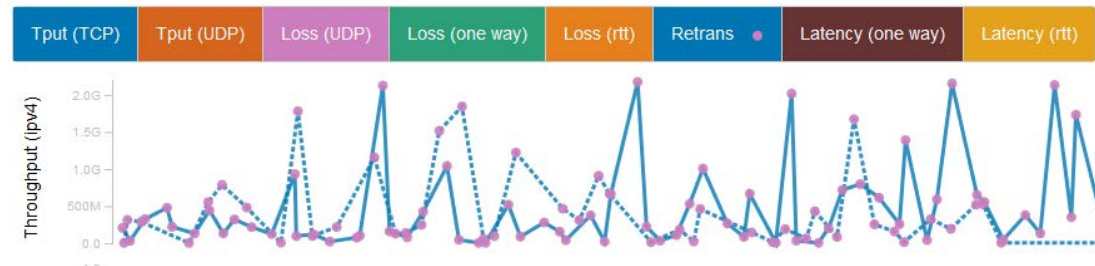 Tput (TCP)
Tput (UDP)
Loss (UDP)
Loss (one way)
Loss (rtt)
Retrans
Latency (one way)
Latency (rtt)
Throughput (ipv4)
2.0G
1.5G
1.0G
500M
0.0